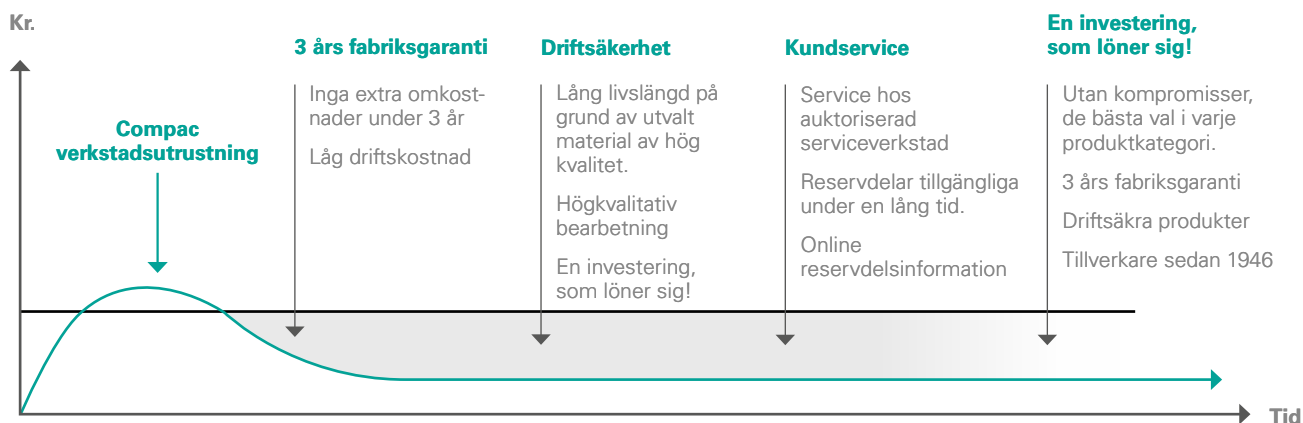 Kr.
Compac
verkstadsutrustning
3 års fabriksgaranti
Inga extra omkost-
nader under 3 år
Låg driftskostnad
Driftsäkerhet
Lång livslängd på
grund av utvalt
material av hög
kvalitet.
Högkvalitativ
bearbetning
En investering,
som löner sig!
Kundservice
Service hos
auktoriserad
serviceverkstad
Reservdelar tillgängliga
under en lång tid.
Online
reservdelsinformation
En investering,
som löner sig!
Utan kompromisser,
de bästa val i varje
produktkategori.
3 års fabriksgaranti
Driftsäkra produkter
Tillverkare sedan 1946
Tid